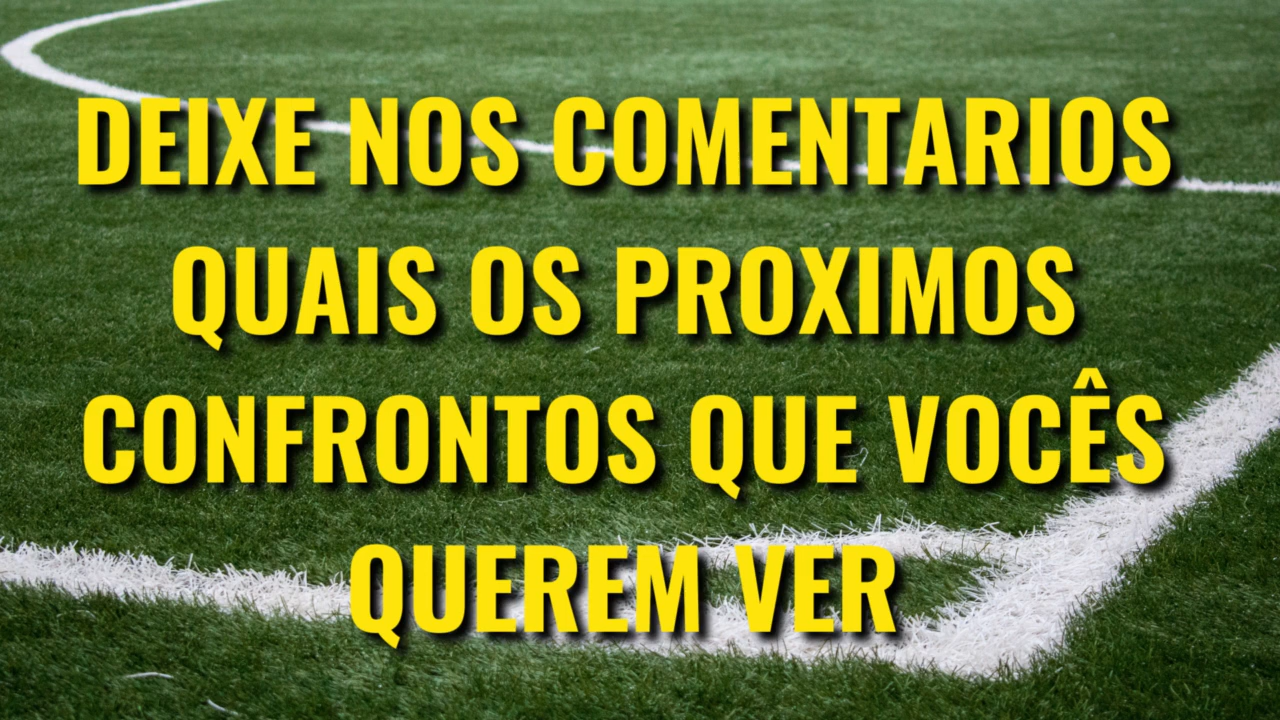 DEIXE NOS COMENTARIOS
QUAIS OS PROXIMOS
CONFRONTOS QUE VOCÊS
QUEREM VER